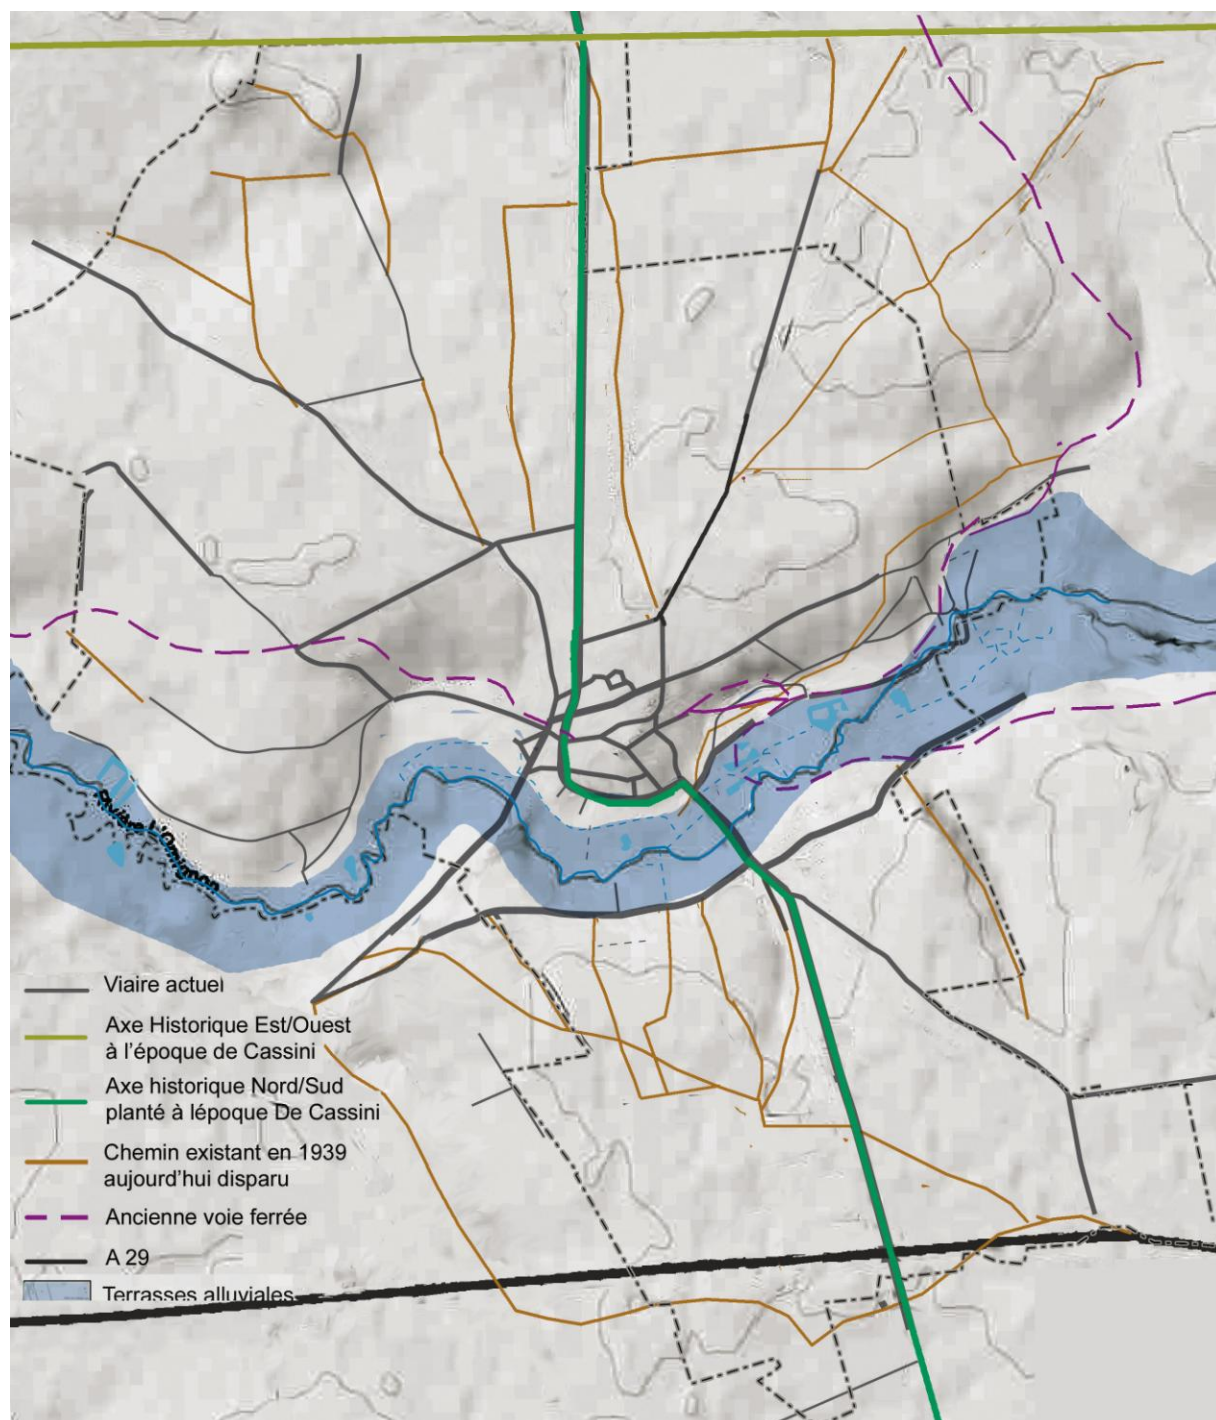 Rivière l'Omignon
Viaire actuel
Axe Historique Est/Ouest
à l'époque de Cassini
Axe historique Nord/Sud
planté à lépoque De Cassini
Chemin existant en 1939
aujourd'hui disparu
Ancienne voie ferrée
A 29
Terrasses alluviales